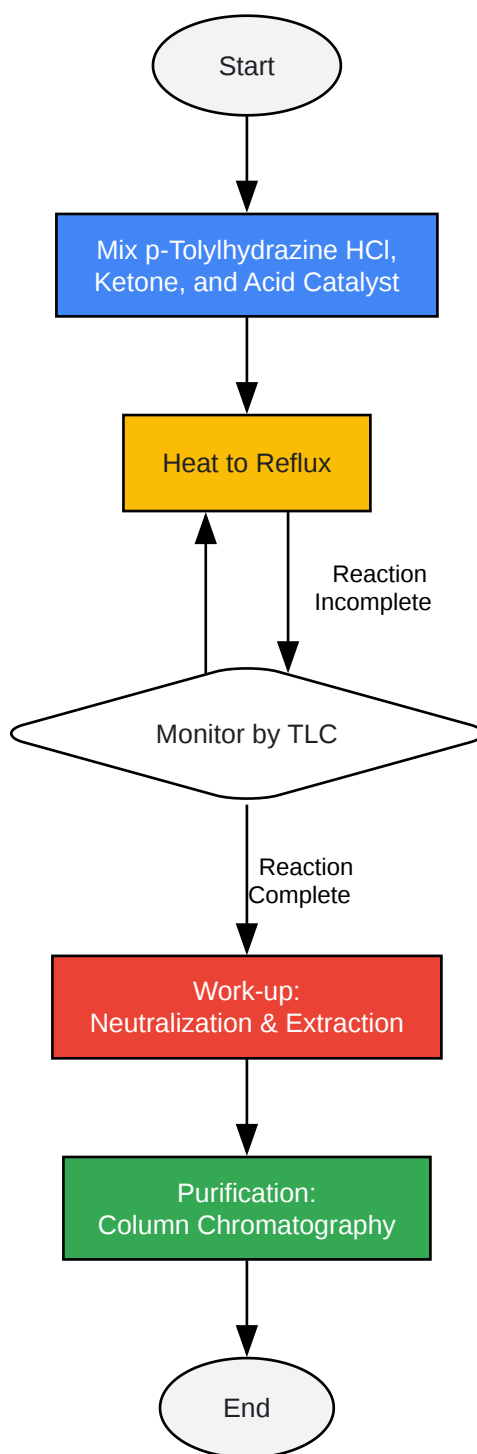 Start
Mix p-Tolylhydrazine HCl,
Ketone, and Acid Catalyst
Heat to Reflux
Reaction
Incomplete
Monitor by TLC
Reaction
Complete
Work-up:
Neutralization & Extraction
Purification:
Column Chromatography
End